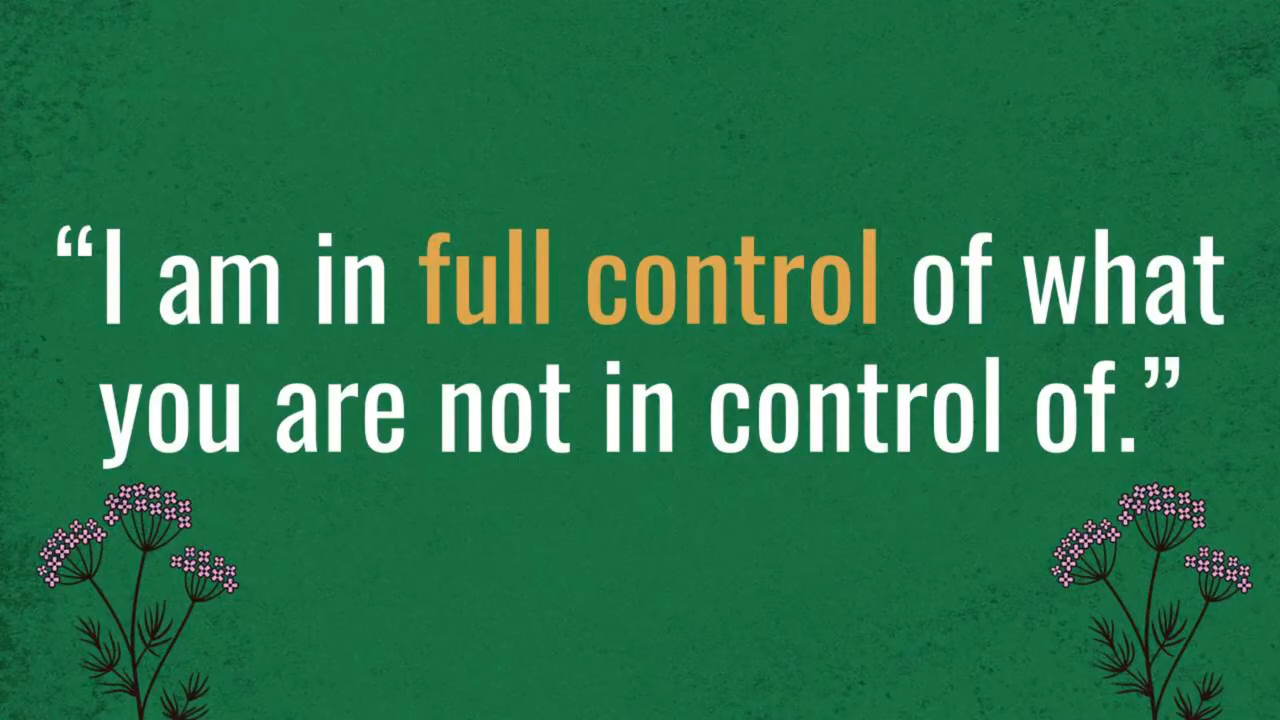 “I am in full control of what
you are not in control of.”